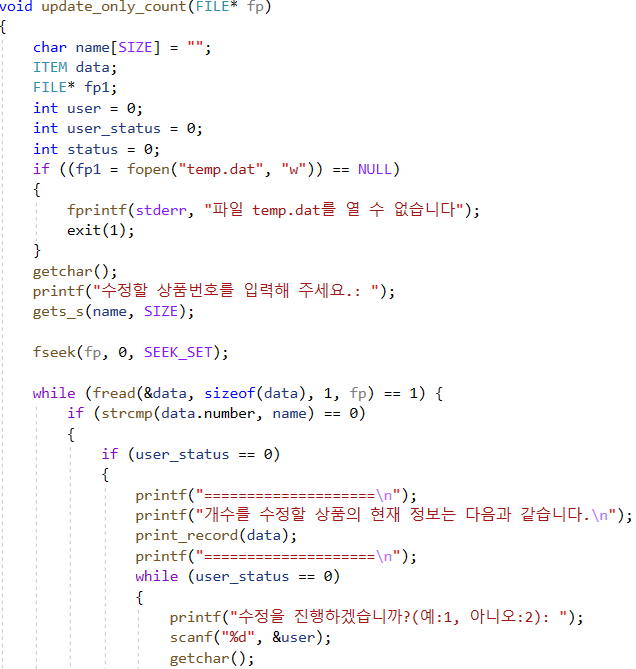 void update_only_count(FILE* fp)
{
char name[SIZE] = "";
ITEM data;
FILE* fp1;
int user = 0;
int user_status = 0;
int status = 0;
if ((fp1 = fopen("temp.dat", "w")) == NULL)
{
fprintf(stderr, "파일 temp.dat를 열 수 없습니다");
exit(1);
}
getchar();
printf("수정할 상품번호를 입력해 주세요.: ");
gets_s(name, SIZE);
fseek(fp, 0, SEEK_SET);
while (fread(&data, sizeof(data), 1, fp) == 1) {
if (strcmp(data.number, name) == 0)
{
if (user_status == 0)
{
printf("====================\n");
printf("개수를 수정할 상품의 현재 정보는 다음과 같습니다.\n");
print_record(data);
printf("====================\n");
while (user_status == 0)
{
printf("수정을 진행하겠습니까?(예:1, 아니오:2): ");
scanf("%d", &user);
getchar();